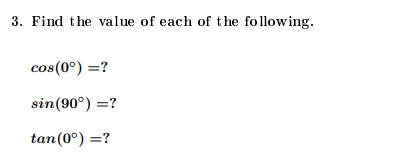 3. Find the value of each of the following.
cos(0°) =?
sin(90°) =?
tan(0°) =?